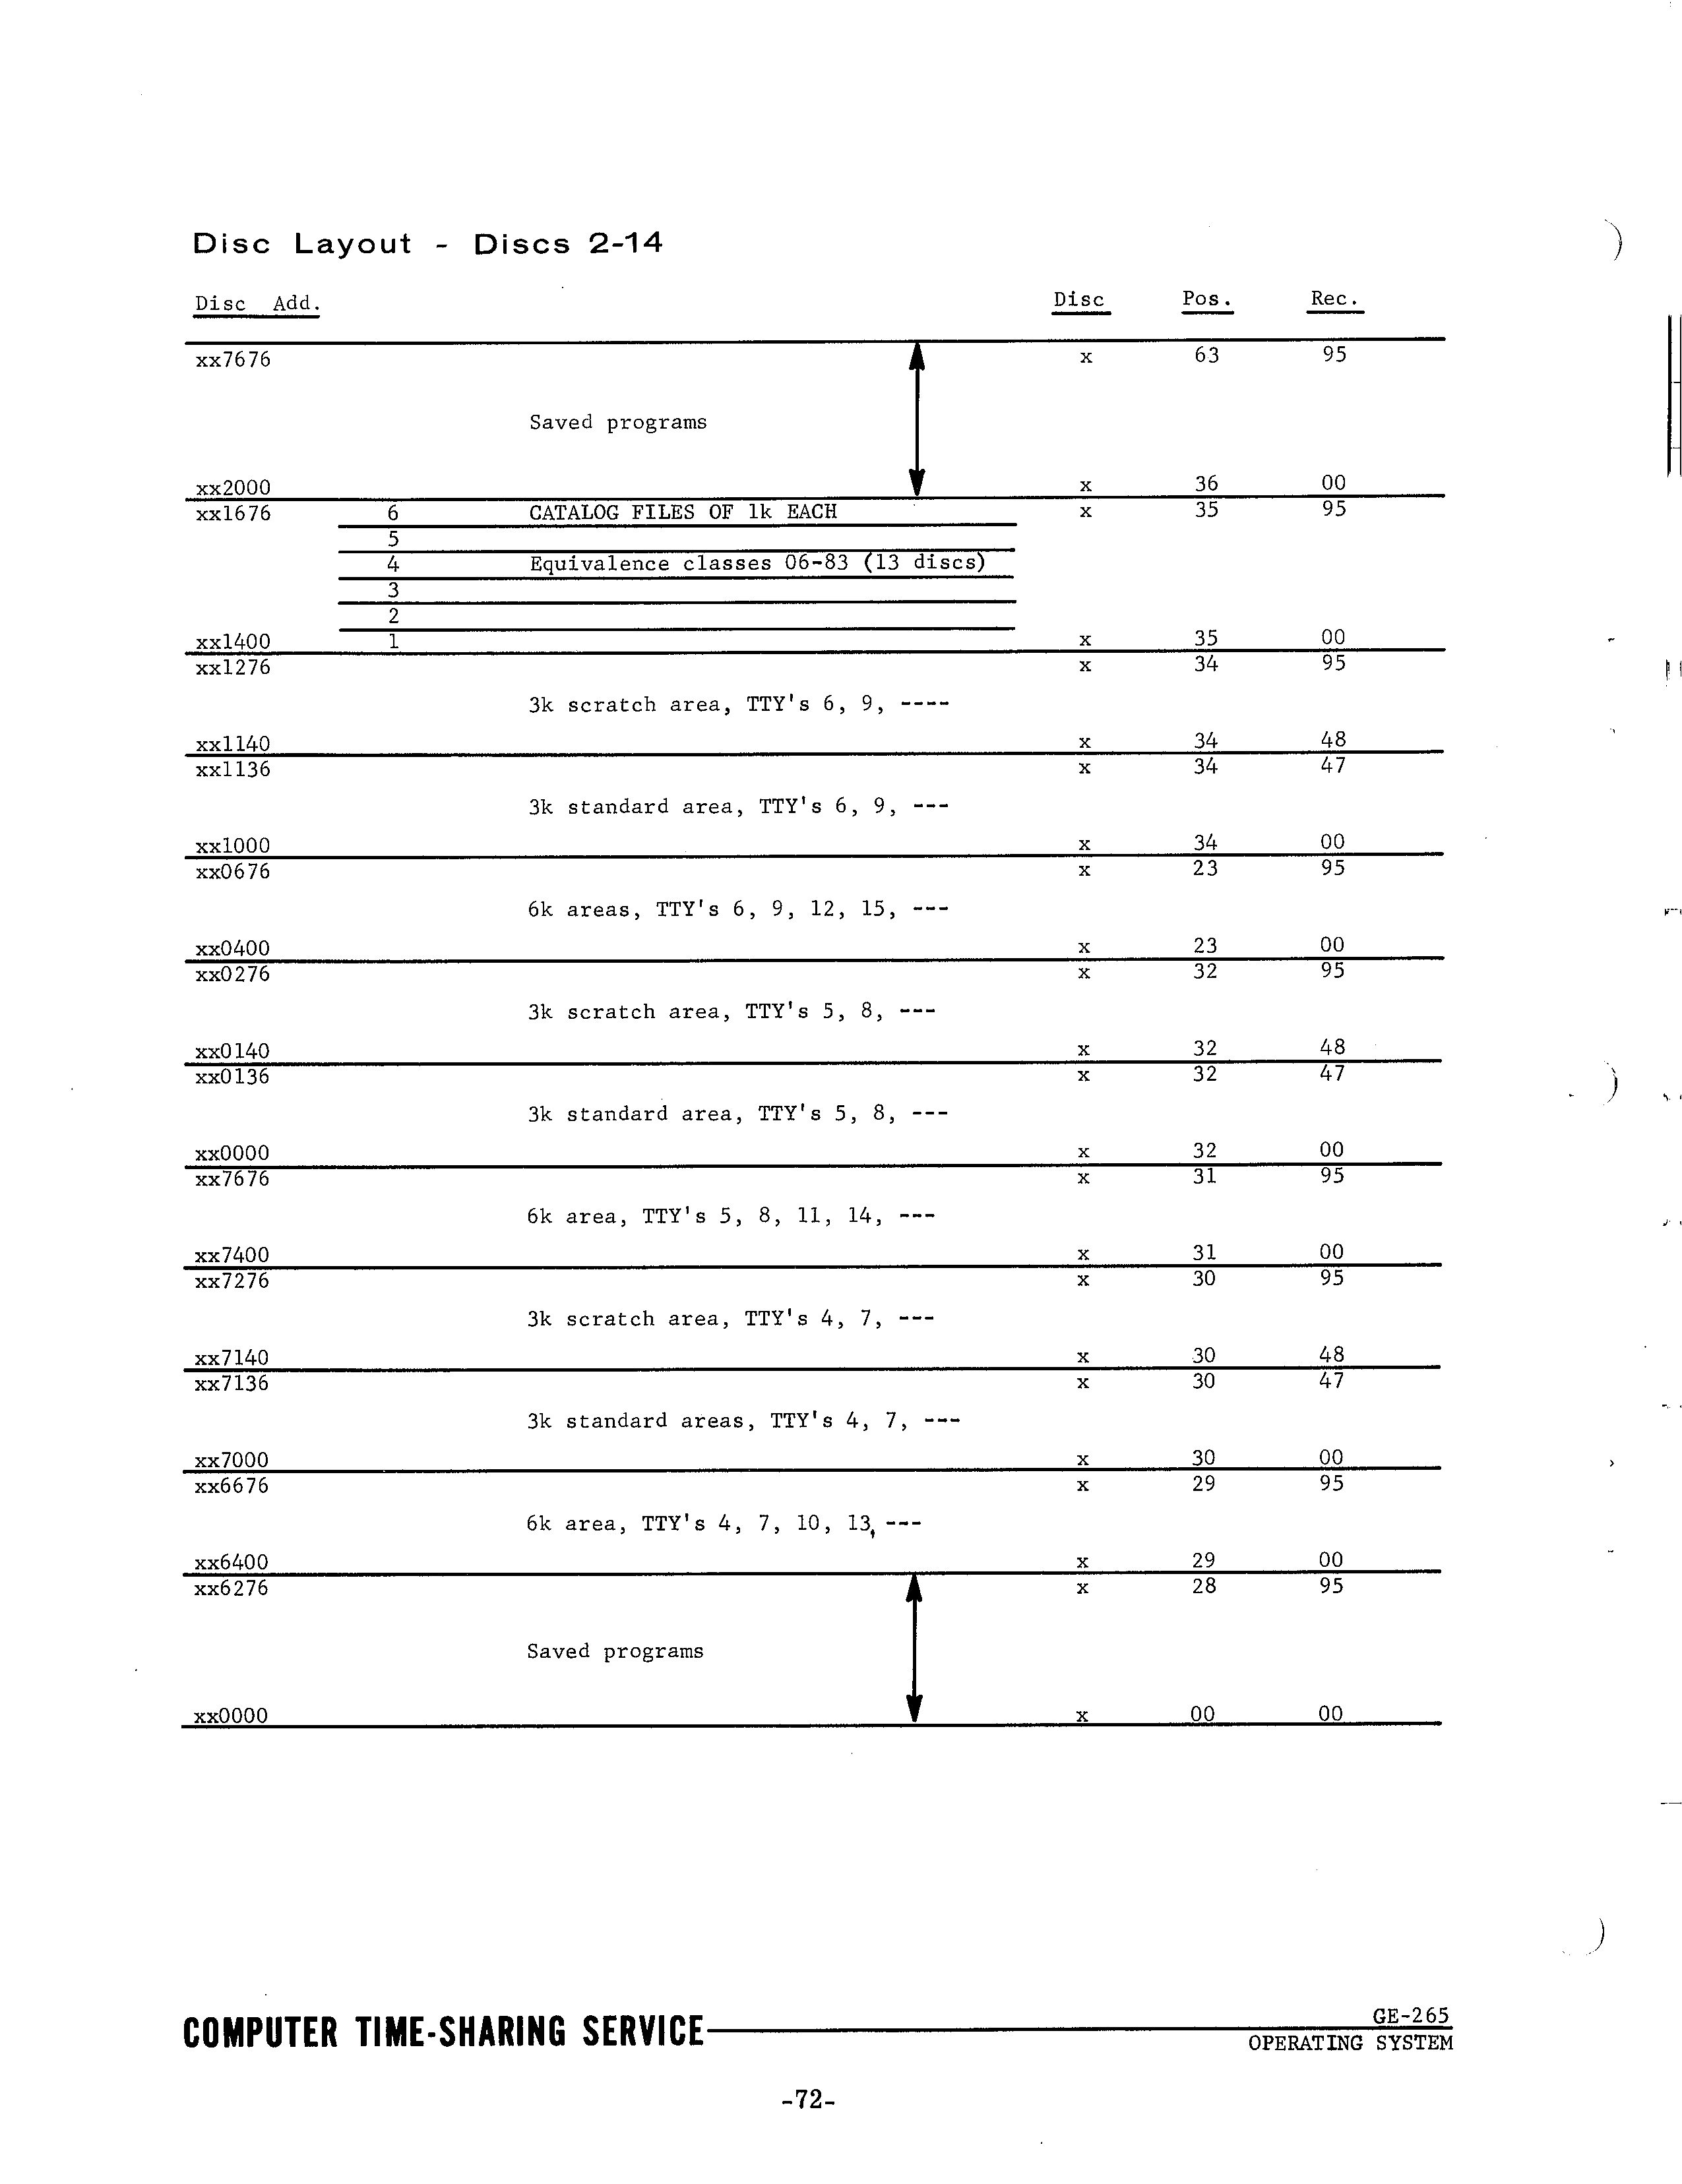 Disc Layout - Discs 2-14
Disc Add. Disc Pos. Rec.
xx7676 x 63 95
Saved programs
xx2000 x 36 00
xx1676 6 CATALOG FILES OF 1k EACH x 35 95
5
4 Equivalence classes 06-83 (13 discs)
3
2
xx1400 1 x 35 00
xx1276 x 34 95
3k scratch area, TTY's 6, 9, ----
xx1140 x 34 48
xx1136 x 34 47
3k standard area, TTY's 6, 9, ---
xx1000 x 34 00
xx0676 x 23 95
6k areas, TTY's 6, 9, 12, 15, ---
xx0400 x 23 00
xx0276 x 32 95
3k scratch area, TTY's 5, 8, ---
xx0140 x 32 48
xx0136 x 32 47
3k standard area, TTY's 5, 8, ---
xx0000 x 32 00
xx7676 x 31 95
6k area, TTY's 5, 8, 11, 14, ---
xx7400 x 31 00
xx7276 x 30 95
3k scratch area, TTY's 4, 7, ---
xx7140 x 30 48
xx7136 x 30 47
3k standard areas, TTY's 4, 7, ---
xx7000 x 30 00
xx6676 x 29 95
6k area, TTY's 4, 7, 10, 13, ---
xx6400 x 29 00
xx6276 x 28 95
Saved programs
xx0000 x 00 00
COMPUTER TIME-SHARING SERVICE GE-265
OPERATING SYSTEM
-72-